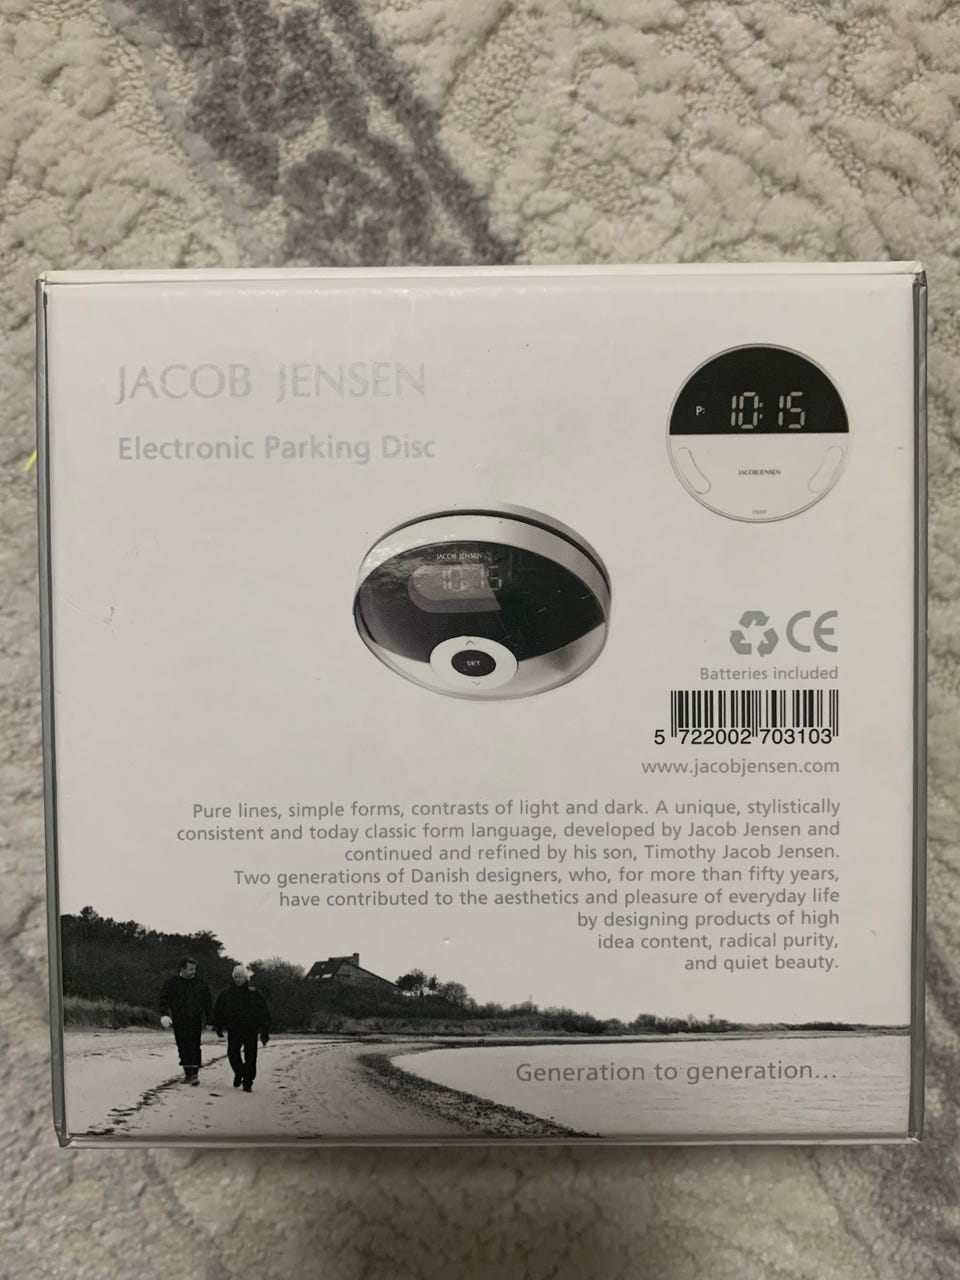 JACOB JENSEN
Electronic Parking Disc
P: 10:15
JACOB JENSEN
JACOB JENSEN
10:15
SET
CE
Batteries included
5 722002 703103
www.jacobjensen.com
Pure lines, simple forms, contrasts of light and dark. A unique, stylistically
consistent and today classic form language, developed by Jacob Jensen and
continued and refined by his son, Timothy Jacob Jensen.
Two generations of Danish designers, who, for more than fifty years,
have contributed to the aesthetics and pleasure of everyday life
by designing products of high
idea content, radical purity,
and quiet beauty.
Generation to generation...